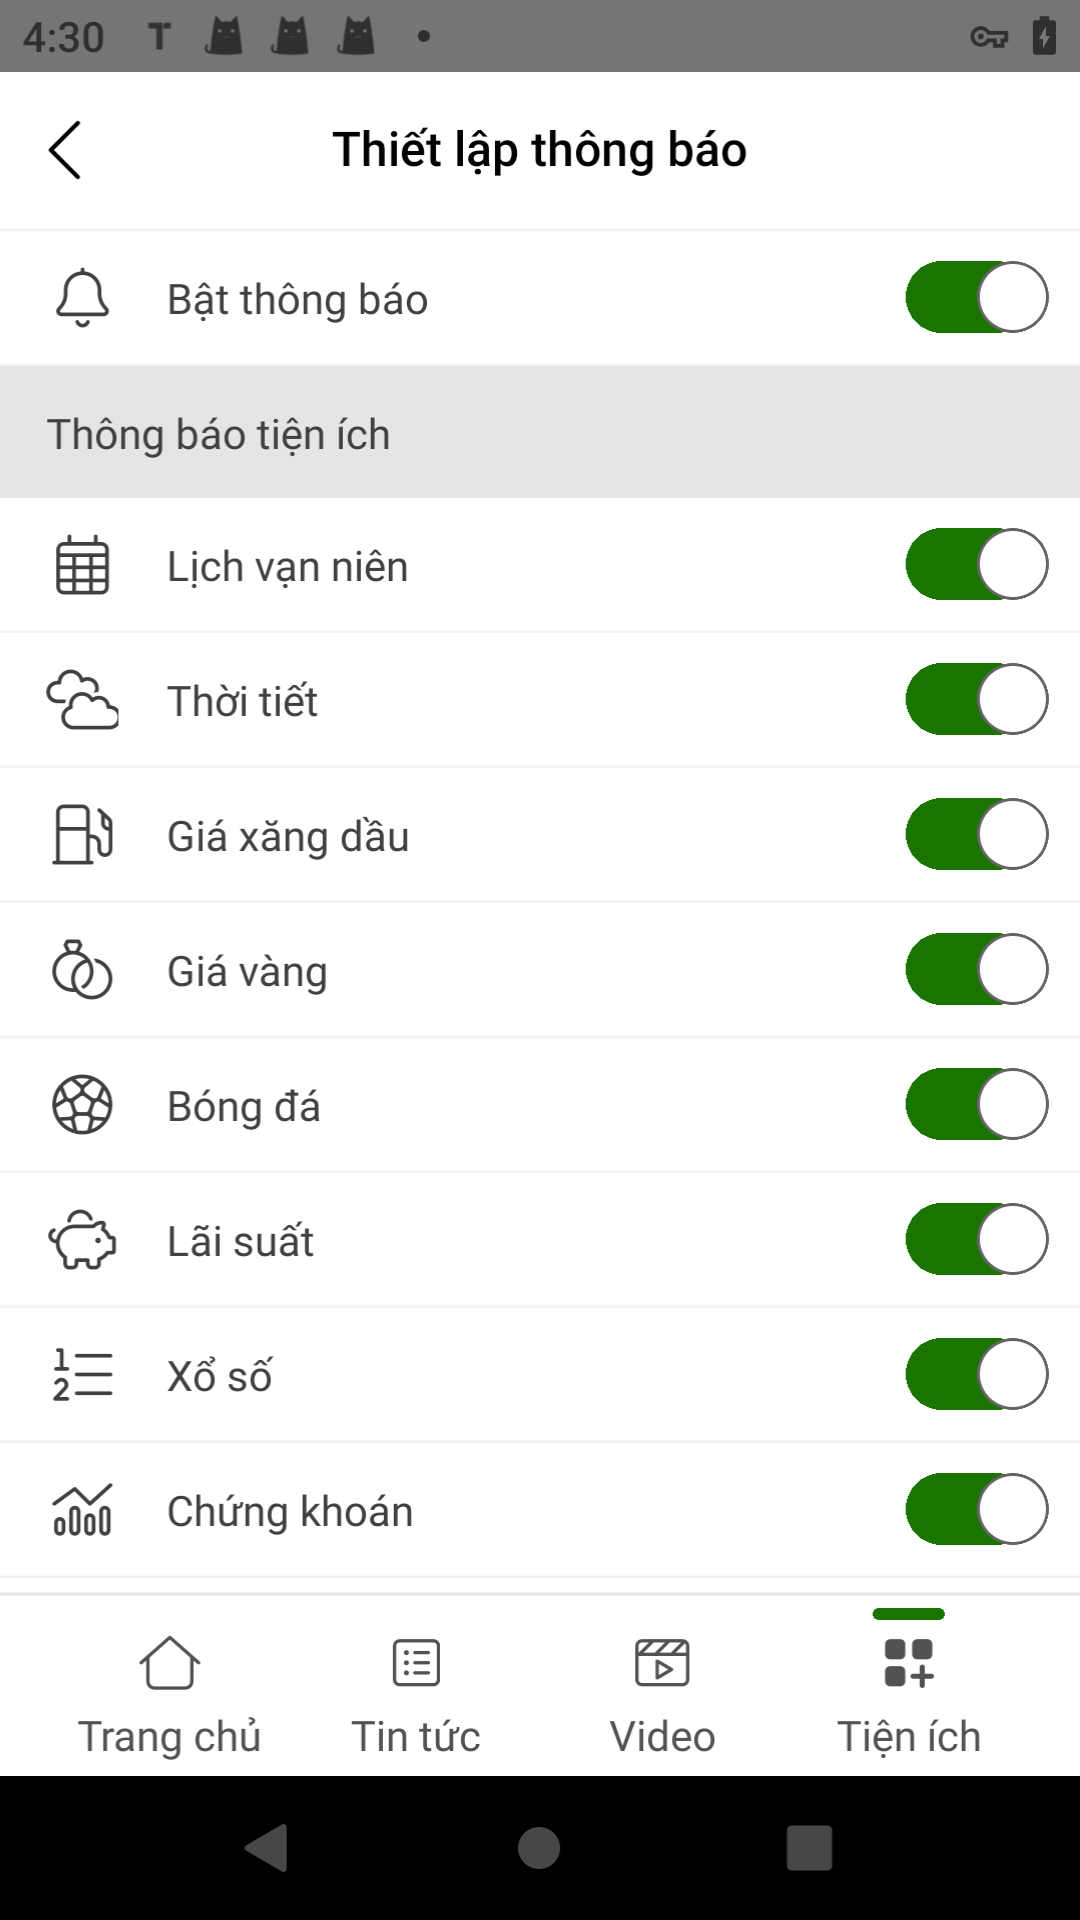 4:30
Thiết lập thông báo
Bật thông báo
Thông báo tiện ích
Lịch vạn niên
Thời tiết
Giá xăng dầu
Giá vàng
Bóng đá
Lãi suất
Xổ số
Chứng khoán
Trang chủ
Tin tức
Video
Tiện ích